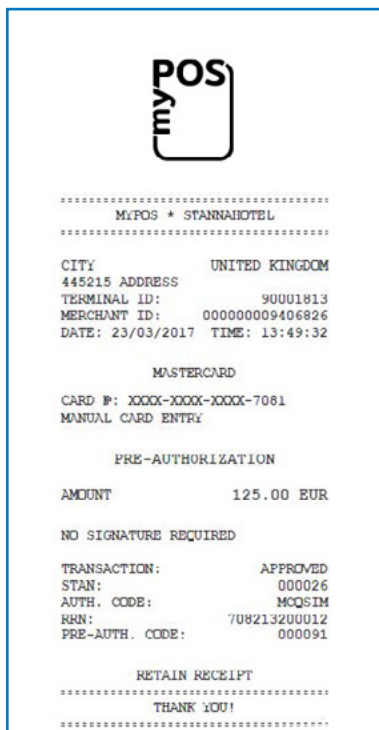 myPOS
MYPOS * STANNAHOTEL
CITY UNITED KINGDOM
445215 ADDRESS
TERMINAL ID: 90001813
MERCHANT ID: 000000009406826
DATE: 23/03/2017 TIME: 13:49:32
MASTERCARD
CARD №: XXXX-XXXX-XXXX-7081
MANUAL CARD ENTRY
PRE-AUTHORIZATION
AMOUNT 125.00 EUR
NO SIGNATURE REQUIRED
TRANSACTION: APPROVED
STAN: 000026
AUTH. CODE: MCQSIM
RRN: 708213200012
PRE-AUTH. CODE: 000091
RETAIN RECEIPT
THANK YOU!